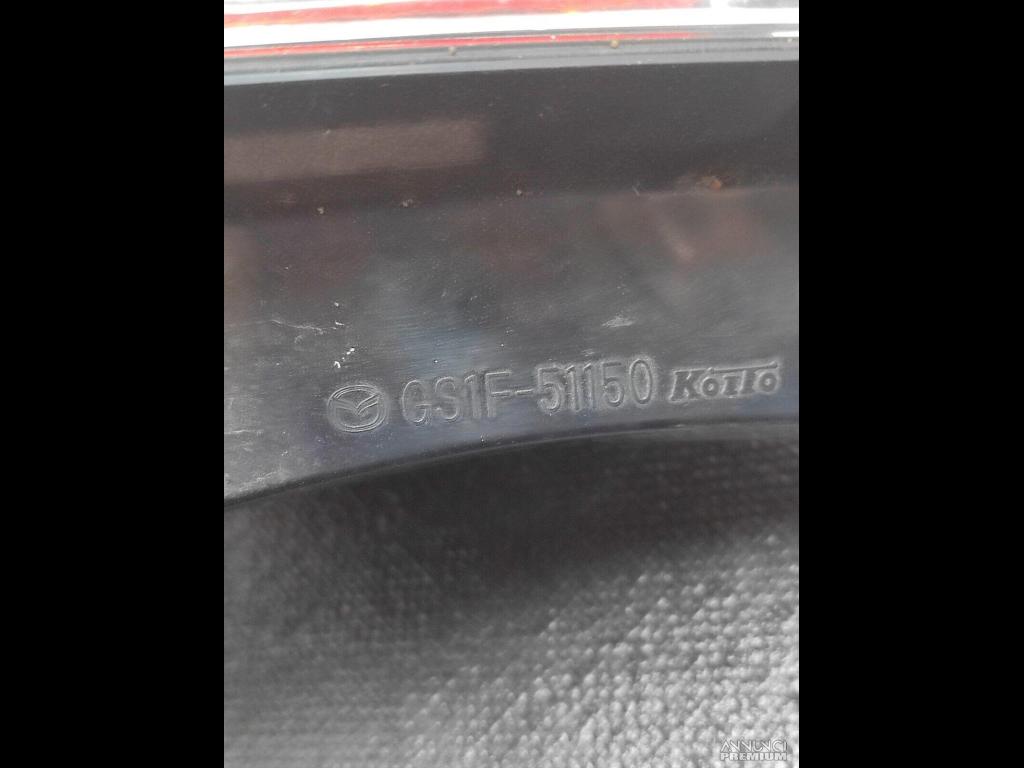 GS1F-51150 KOITO
ANNUNCI
PREMIUM